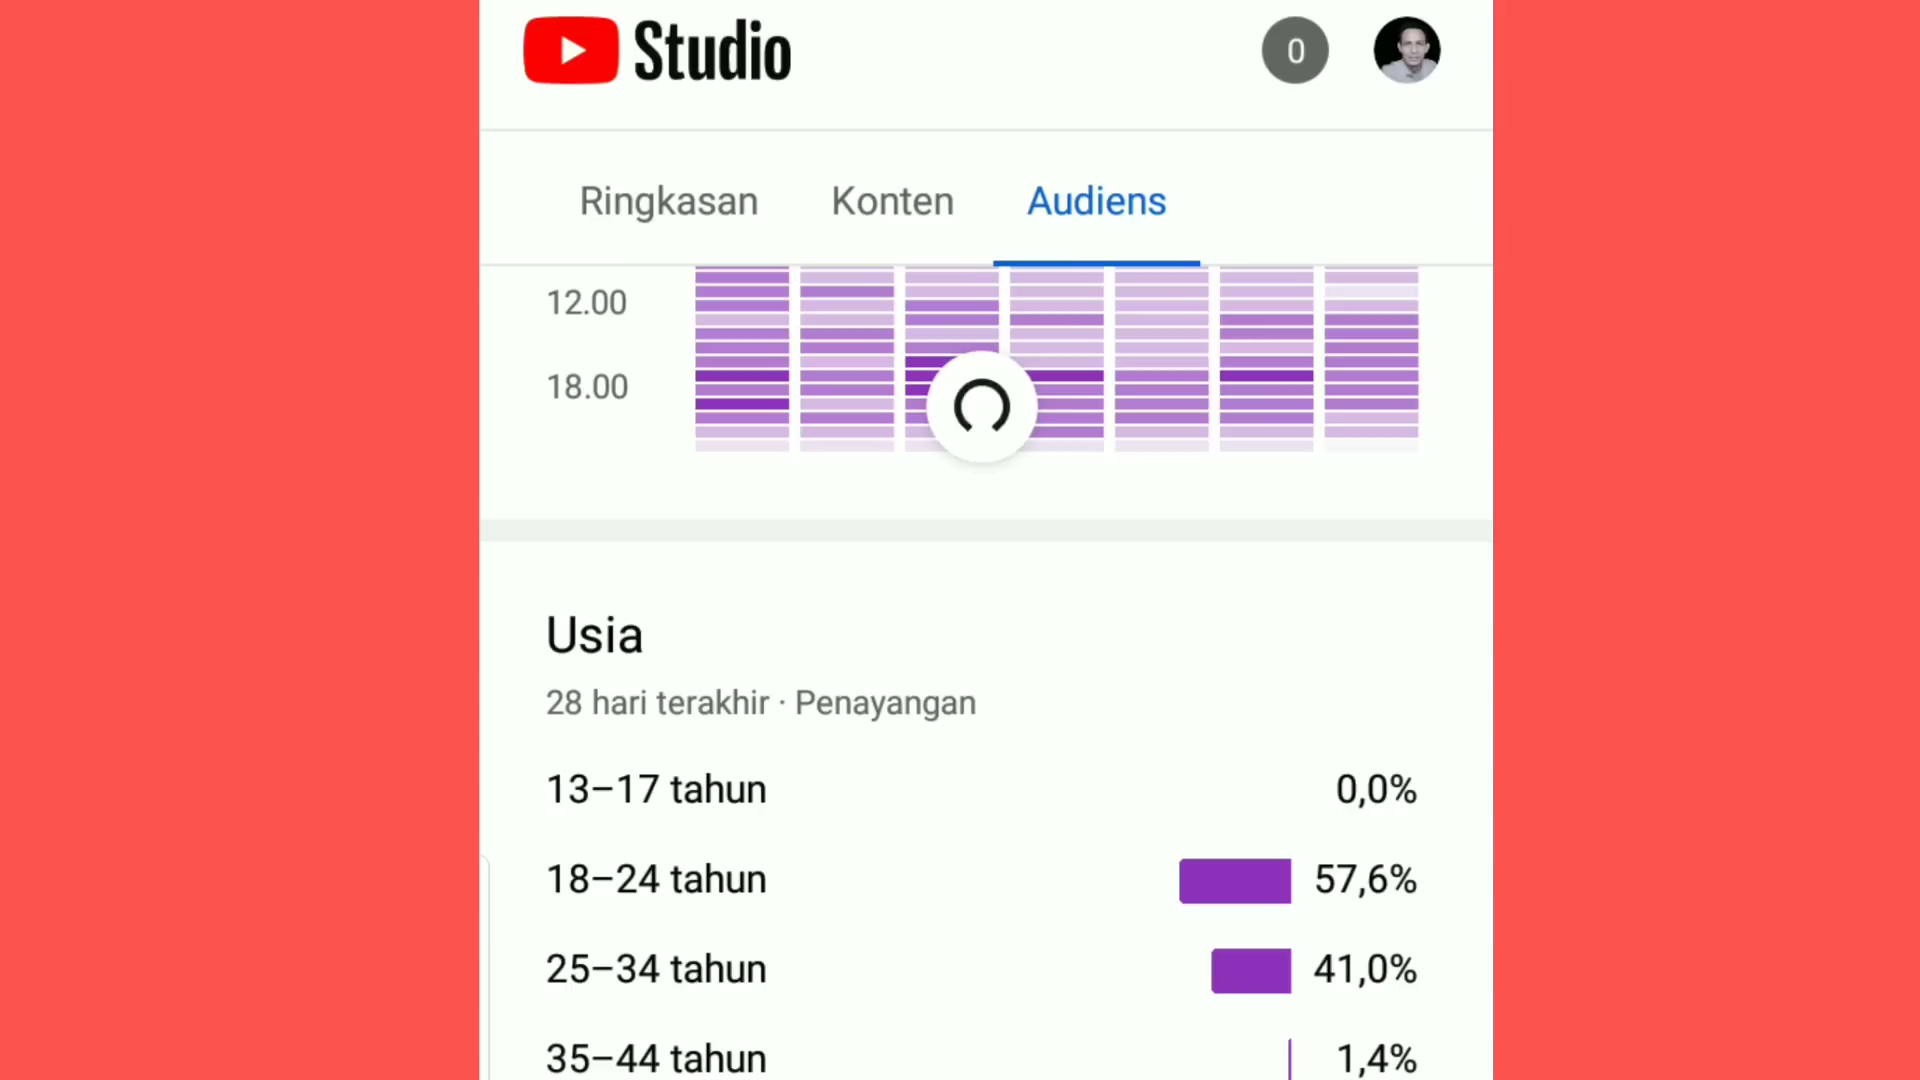 Studio
0
Ringkasan Konten Audiens
12.00
18.00
Usia
28 hari terakhir · Penayangan
13–17 tahun 0,0%
18–24 tahun 57,6%
25–34 tahun 41,0%
35–44 tahun 1,4%